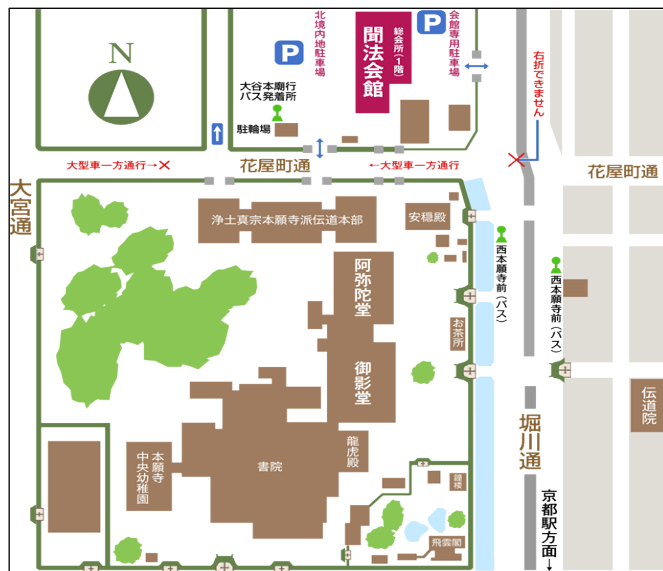 N
P
北境内地駐車場
総会所(1階)
聞法会館
P
会館専用駐車場
右折できません
大谷本廟行
バス発着所
駐輪場
大型車一方通行→×
花屋町通
←大型車一方通行
花屋町通
大宮通
浄土真宗本願寺派伝道本部
安穏殿
西本願寺前(バス)
西本願寺前(バス)
阿弥陀堂
お茶所
御影堂
伝道院
堀川通
龍虎殿
書院
本願寺
中央幼稚園
鐘楼
飛雲閣
京都駅方面→